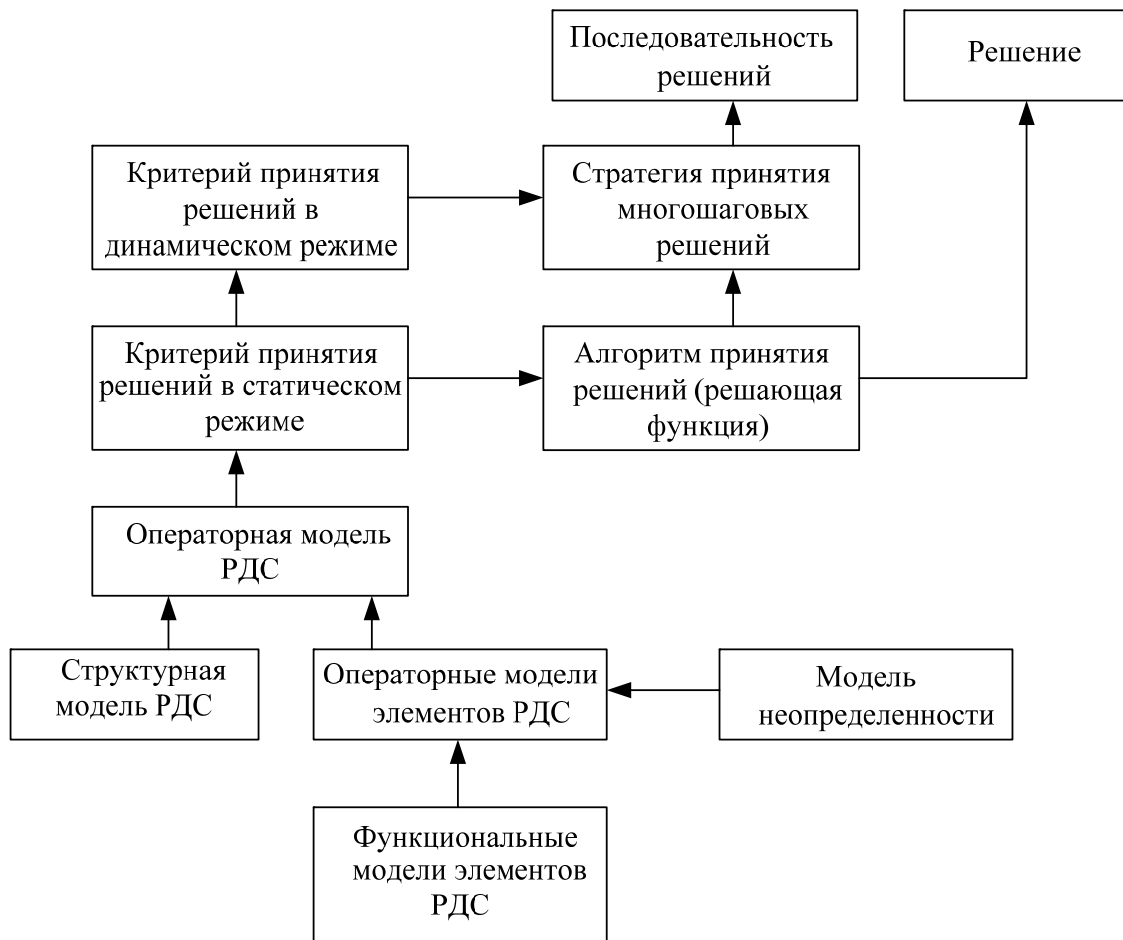 Последовательность
решений
Решение
Критерий принятия
решений в
динамическом режиме
Стратегия принятия
многошаговых
решений
Критерий принятия
решений в статическом
режиме
Алгоритм принятия
решений (решающая
функция)
Операторная модель
РДС
Структурная
модель РДС
Операторные модели
элементов РДС
Модель
неопределенности
Функциональные
модели элементов
РДС